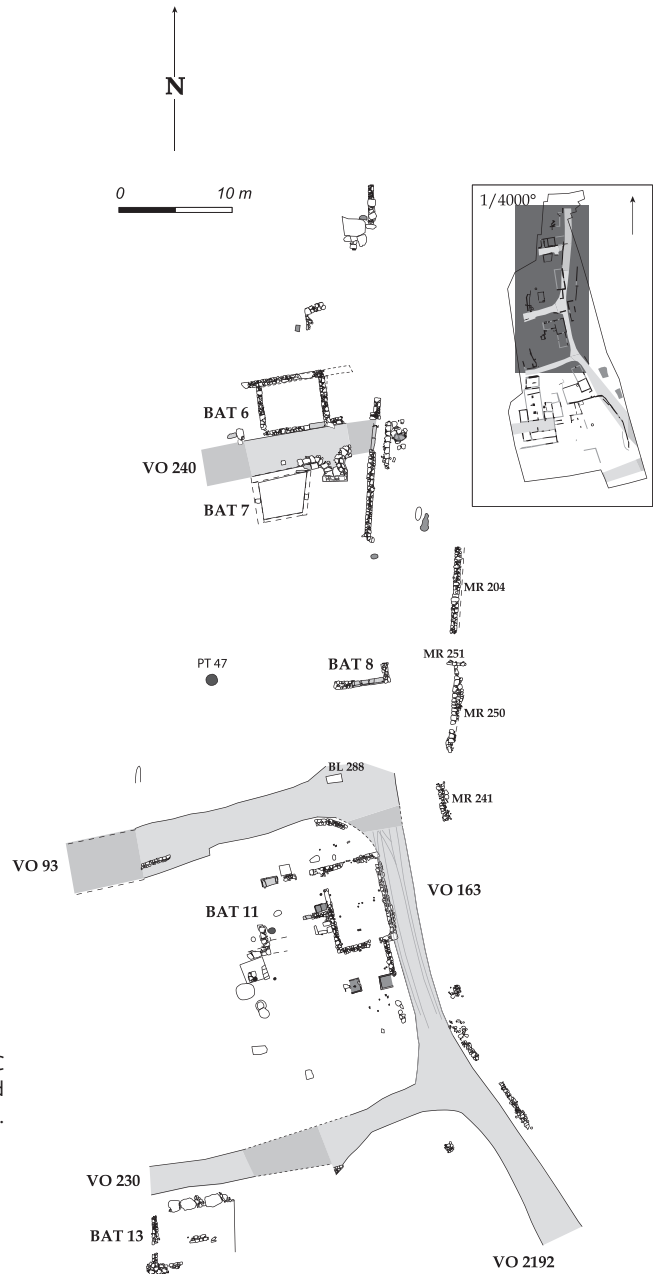 N
0 10 m
1/4000°
BAT 6
VO 240
BAT 7
MR 204
MR 251
PT 47
BAT 8
MR 250
BL 288
MR 241
VO 93
VO 163
BAT 11
C
d
.
VO 230
BAT 13
VO 2192